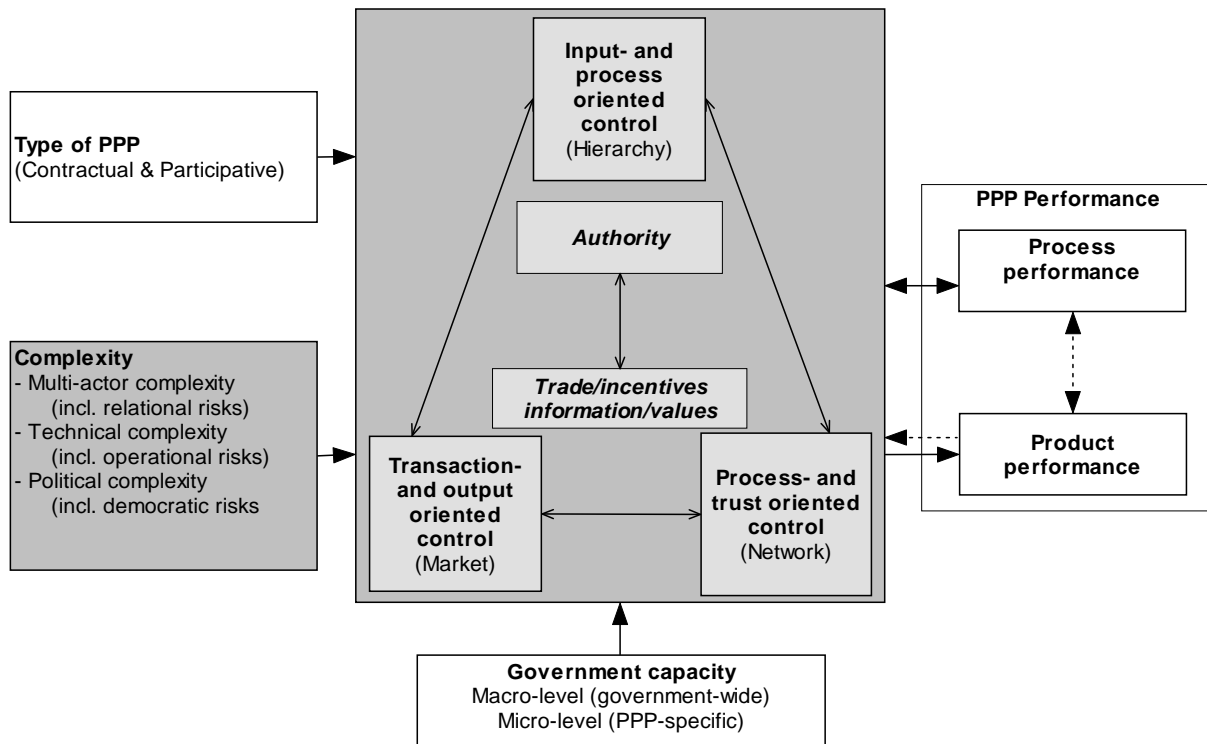 Type of PPP
(Contractual & Participative)
Complexity
- Multi-actor complexity
(incl. relational risks)
- Technical complexity
(incl. operational risks)
- Political complexity
(incl. democratic risks
Input- and
process
oriented
control
(Hierarchy)
Authority
Trade/incentives
information/values
Transaction-
and output
oriented
control
(Market)
Process- and
trust oriented
control
(Network)
PPP Performance
Process
performance
Product
performance
Government capacity
Macro-level (government-wide)
Micro-level (PPP-specific)